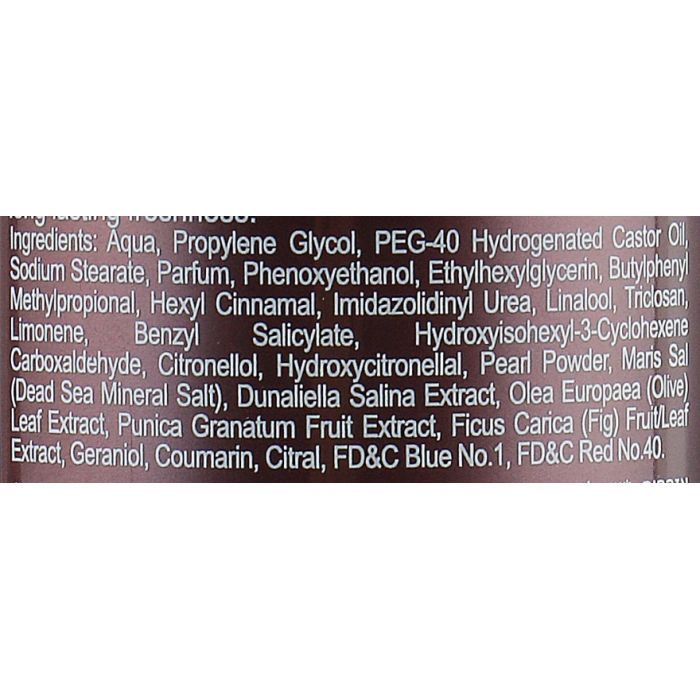 long lasting freshness.
Ingredients: Aqua, Propylene Glycol, PEG-40 Hydrogenated Castor Oil,
Sodium Stearate, Parfum, Phenoxyethanol, Ethylhexylglycerin, Butylphenyl
Methylpropional, Hexyl Cinnamal, Imidazolidinyl Urea, Linalool, Triclosan,
Limonene, Benzyl Salicylate, Hydroxyisohexyl-3-Cyclohexene
Carboxaldehyde, Citronellol, Hydroxycitronellal, Pearl Powder, Maris Sal
(Dead Sea Mineral Salt), Dunaliella Salina Extract, Olea Europaea (Olive)
Leaf Extract, Punica Granatum Fruit Extract, Ficus Carica (Fig) Fruit/Leaf
Extract, Geraniol, Coumarin, Citral, FD&C Blue No.1, FD&C Red No.40.